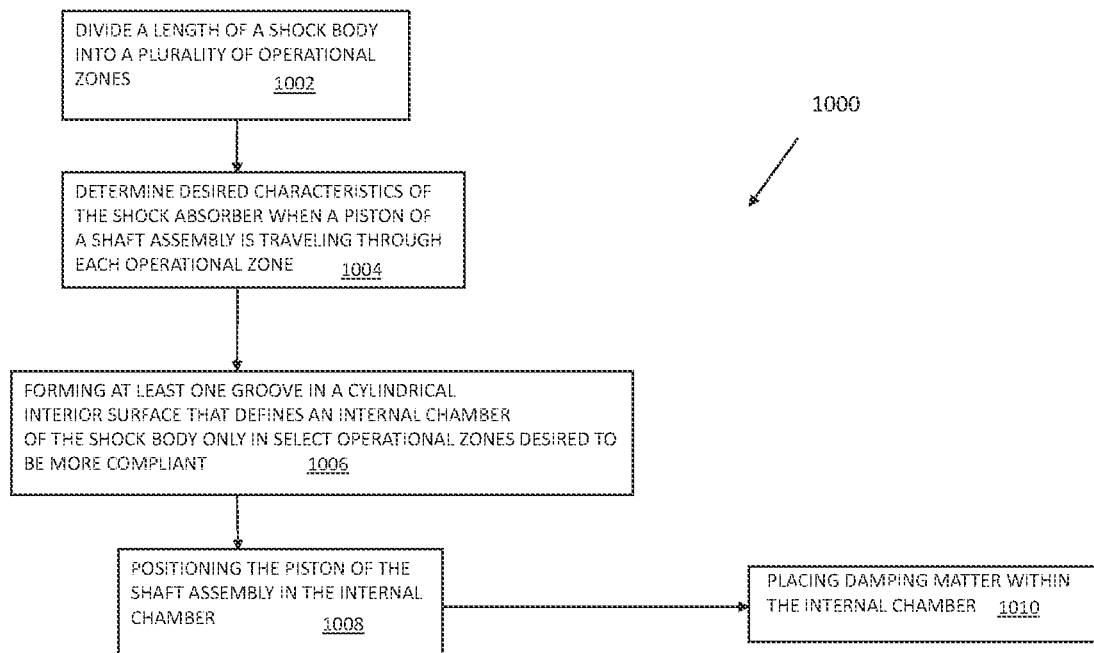 DIVIDE A LENGTH OF A SHOCK BODY
INTO A PLURALITY OF OPERATIONAL
ZONES 1002
1000
DETERMINE DESIRED CHARACTERISTICS OF
THE SHOCK ABSORBER WHEN A PISTON OF
A SHAFT ASSEMBLY IS TRAVELING THROUGH
EACH OPERATIONAL ZONE 1004
FORMING AT LEAST ONE GROOVE IN A CYLINDRICAL
INTERIOR SURFACE THAT DEFINES AN INTERNAL CHAMBER
OF THE SHOCK BODY ONLY IN SELECT OPERATIONAL ZONES DESIRED TO
BE MORE COMPLIANT 1006
POSITIONING THE PISTON OF THE
SHAFT ASSEMBLY IN THE INTERNAL
CHAMBER 1008
PLACING DAMPING MATTER WITHIN
THE INTERNAL CHAMBER 1010